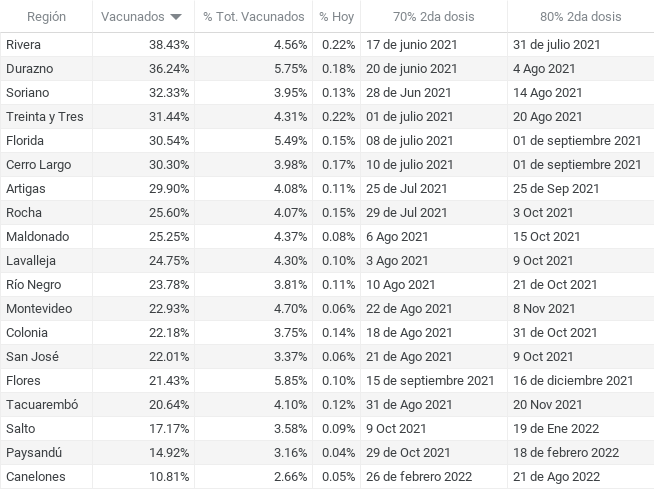 Región Vacunados % Tot. Vacunados % Hoy 70% 2da dosis 80% 2da dosis
Rivera 38.43% 4.56% 0.22% 17 de junio 2021 31 de julio 2021
Durazno 36.24% 5.75% 0.18% 20 de junio 2021 4 Ago 2021
Soriano 32.33% 3.95% 0.13% 28 de Jun 2021 14 Ago 2021
Treinta y Tres 31.44% 4.31% 0.22% 01 de julio 2021 20 Ago 2021
Florida 30.54% 5.49% 0.15% 08 de julio 2021 01 de septiembre 2021
Cerro Largo 30.30% 3.98% 0.17% 10 de julio 2021 01 de septiembre 2021
Artigas 29.90% 4.08% 0.11% 25 de Jul 2021 25 de Sep 2021
Rocha 25.60% 4.07% 0.15% 29 de Jul 2021 3 Oct 2021
Maldonado 25.25% 4.37% 0.08% 6 Ago 2021 15 Oct 2021
Lavalleja 24.75% 4.30% 0.10% 3 Ago 2021 9 Oct 2021
Río Negro 23.78% 3.81% 0.11% 10 Ago 2021 21 de Oct 2021
Montevideo 22.93% 4.70% 0.06% 22 de Ago 2021 8 Nov 2021
Colonia 22.18% 3.75% 0.14% 18 de Ago 2021 31 de Oct 2021
San José 22.01% 3.37% 0.06% 21 de Ago 2021 9 Oct 2021
Flores 21.43% 5.85% 0.10% 15 de septiembre 2021 16 de diciembre 2021
Tacuarembó 20.64% 4.10% 0.12% 31 de Ago 2021 20 Nov 2021
Salto 17.17% 3.58% 0.09% 9 Oct 2021 19 de Ene 2022
Paysandú 14.92% 3.16% 0.04% 29 de Oct 2021 18 de febrero 2022
Canelones 10.81% 2.66% 0.05% 26 de febrero 2022 21 de Ago 2022